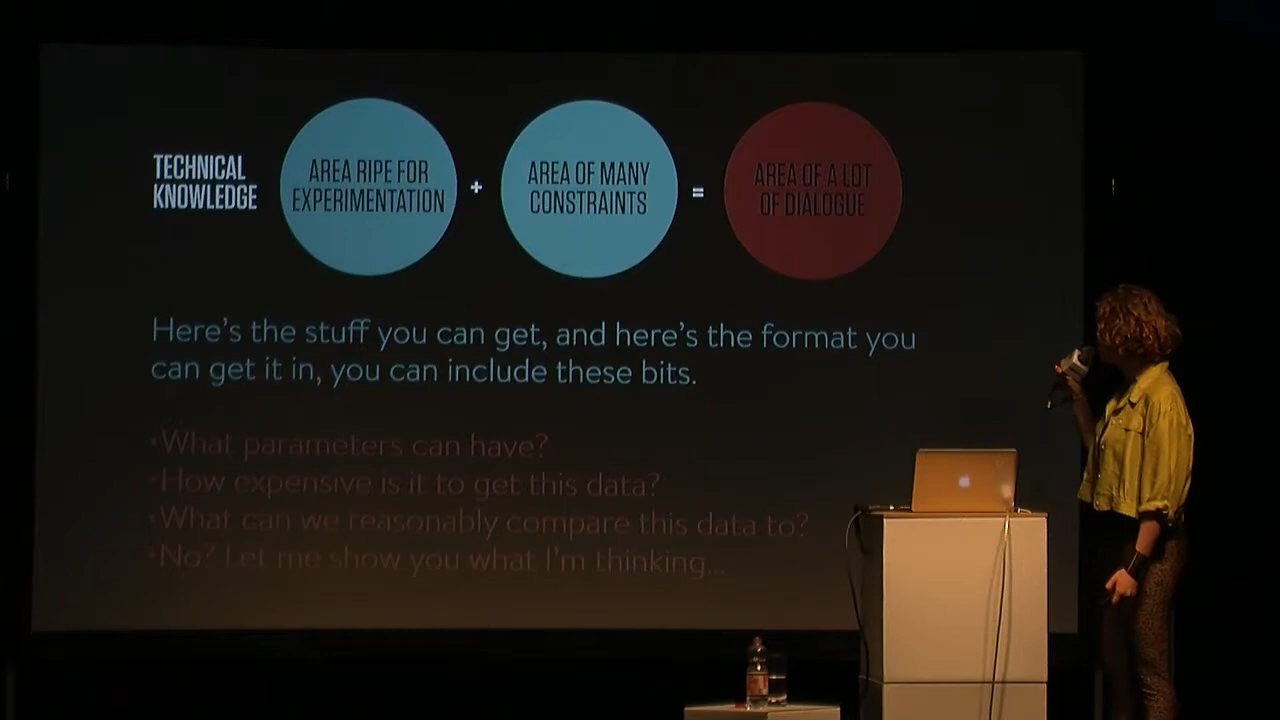 TECHNICAL
KNOWLEDGE
AREA RIPE FOR
EXPERIMENTATION
+
AREA OF MANY
CONSTRAINTS
=
AREA OF A LOT
OF DIALOGUE
Here's the stuff you can get, and here's the format you
can get it in, you can include these bits.
•What parameters can have?
•How expensive is it to get this data?
•What can we reasonably compare this data to?
•No? Let me show you what I'm thinking...